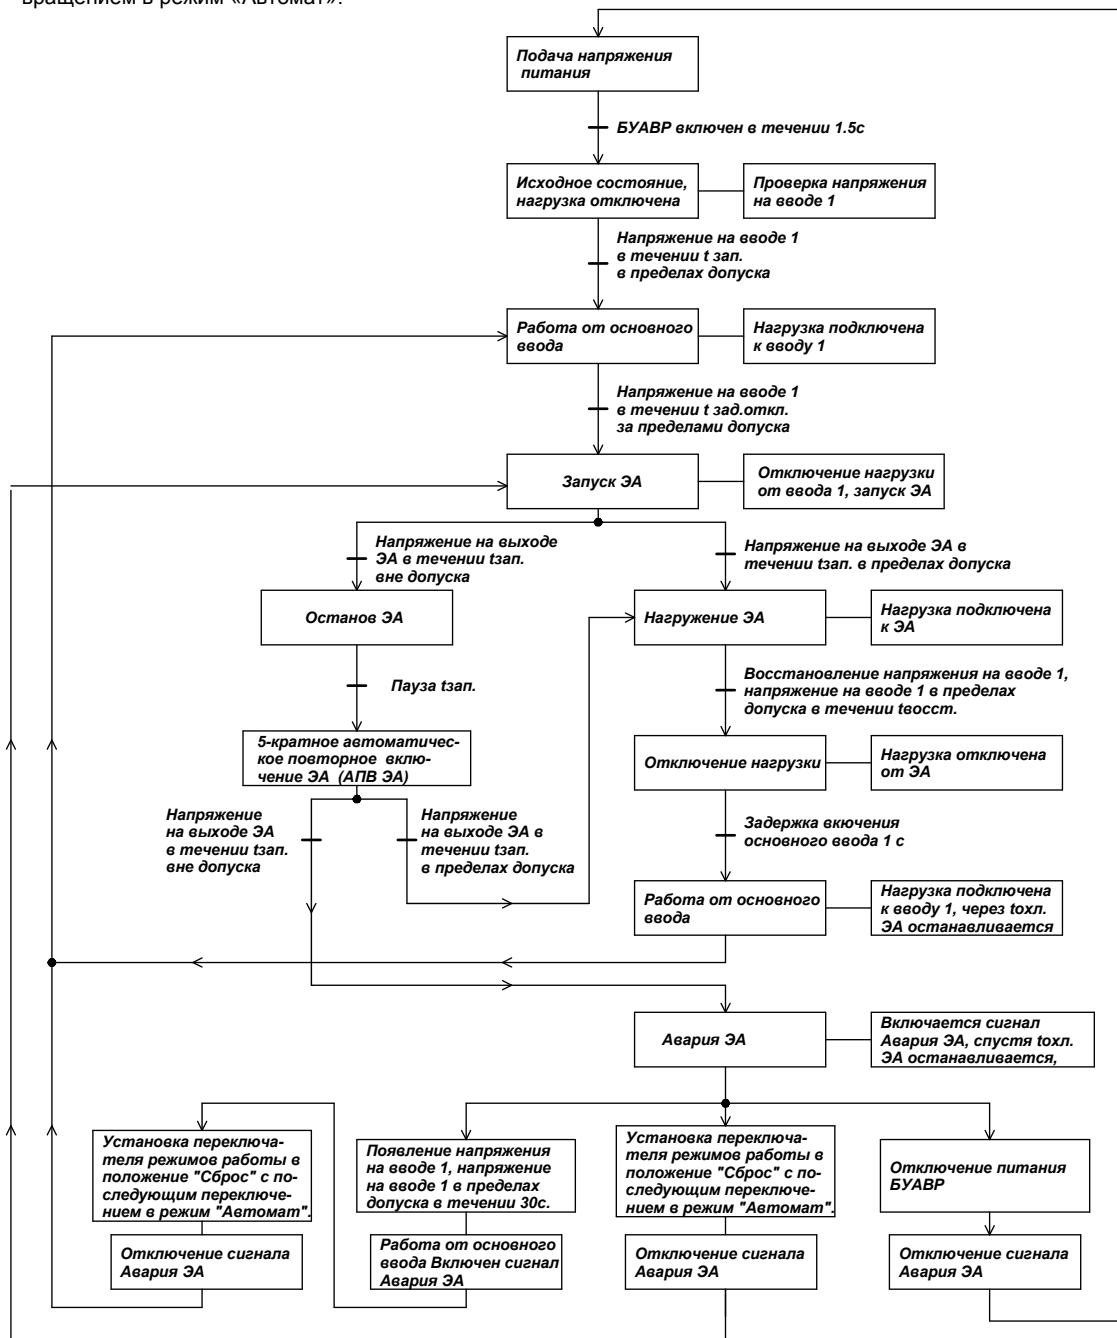 вращением в режим «Автомат».
Подача напряжения
питания
БУАВР включен в течении 1.5с
Исходное состояние,
нагрузка отключена
Проверка напряжения
на вводе 1
Напряжение на вводе 1
в течении t зап.
в пределах допуска
Работа от основного
ввода
Нагрузка подключена
к вводу 1
Напряжение на вводе 1
в течении t зад.откл.
за пределами допуска
Запуск ЭА
Отключение нагрузки
от ввода 1, запуск ЭА
Напряжение на выходе
ЭА в течении tзап.
вне допуска
Напряжение на выходе ЭА в
течении tзап. в пределах допуска
Останов ЭА
Нагружение ЭА
Нагрузка подключена
к ЭА
Пауза tзап.
Восстановление напряжения на вводе 1,
напряжение на вводе 1 в пределах
допуска в течении tвосст.
5-кратное автоматичес-
кое повторное вклю-
чение ЭА (АПВ ЭА)
Отключение нагрузки
Нагрузка отключена
от ЭА
Напряжение
на выходе ЭА
в течении tзап.
вне допуска
Напряжение
на выходе ЭА в
течении tзап.
в пределах допуска
Задержка вкючения
основного ввода 1 с
Работа от основного
ввода
Нагрузка подключена
к вводу 1, через tохл.
ЭА останавливается
Авария ЭА
Включается сигнал
Авария ЭА, спустя tохл.
ЭА останавливается,
Установка переключа-
теля режимов работы в
положение "Сброс" с по-
следующим переключе-
нием в режим "Автомат".
Появление напряжения
на вводе 1, напряжение
на вводе 1 в пределах
допуска в течении 30с.
Установка переключа-
теля режимов работы в
положение "Сброс" с по-
следующим переключе-
нием в режим "Автомат".
Отключение питания
БУАВР
Отключение сигнала
Авария ЭА
Работа от основного
ввода Включен сигнал
Авария ЭА
Отключение сигнала
Авария ЭА
Отключение сигнала
Авария ЭА